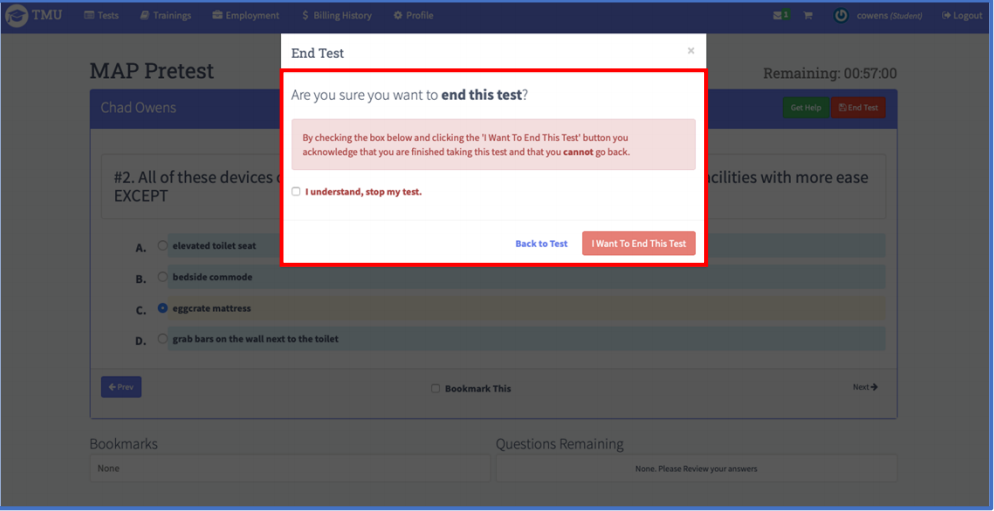 TMU Tests Trainings Employment $ Billing History Profile 1 cowens (Student) Logout
End Test ×
MAP Pretest
Remaining: 00:57:00
Are you sure you want to end this test?
Chad Owens
Get Help End Test
By checking the box below and clicking the 'I Want To End This Test' button you
acknowledge that you are finished taking this test and that you cannot go back.
#2. All of these devices
cilities with more ease
EXCEPT
I understand, stop my test.
Back to Test I Want To End This Test
A. elevated toilet seat
B. bedside commode
C. eggcrate mattress
D. grab bars on the wall next to the toilet
Prev Bookmark This Next
Bookmarks
None
Questions Remaining
None. Please Review your answers